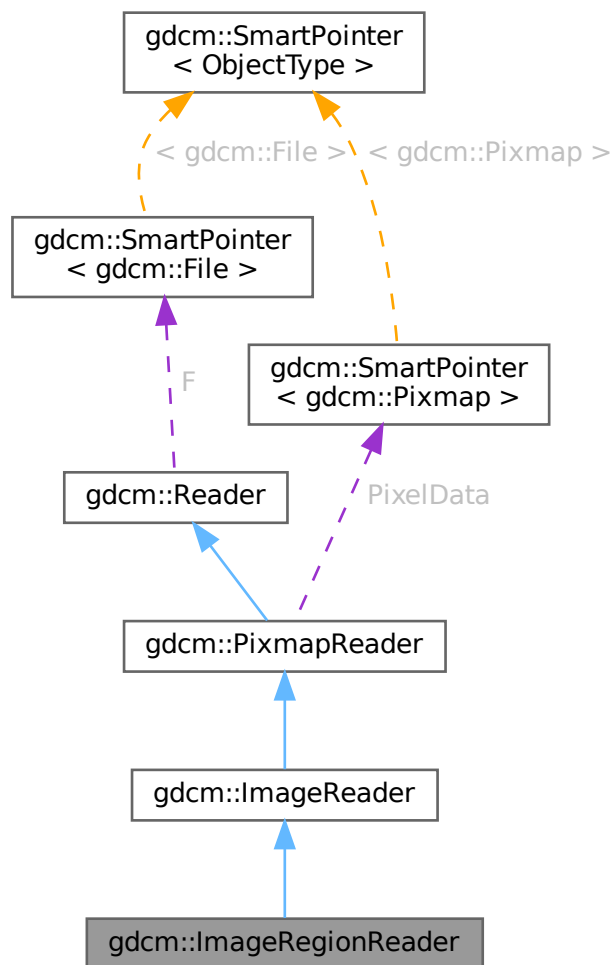 gdcm::SmartPointer
< ObjectType >
< gdcm::File >
< gdcm::Pixmap >
gdcm::SmartPointer
< gdcm::File >
gdcm::SmartPointer
< gdcm::Pixmap >
F
gdcm::Reader
PixelData
gdcm::PixmapReader
gdcm::ImageReader
gdcm::ImageRegionReader